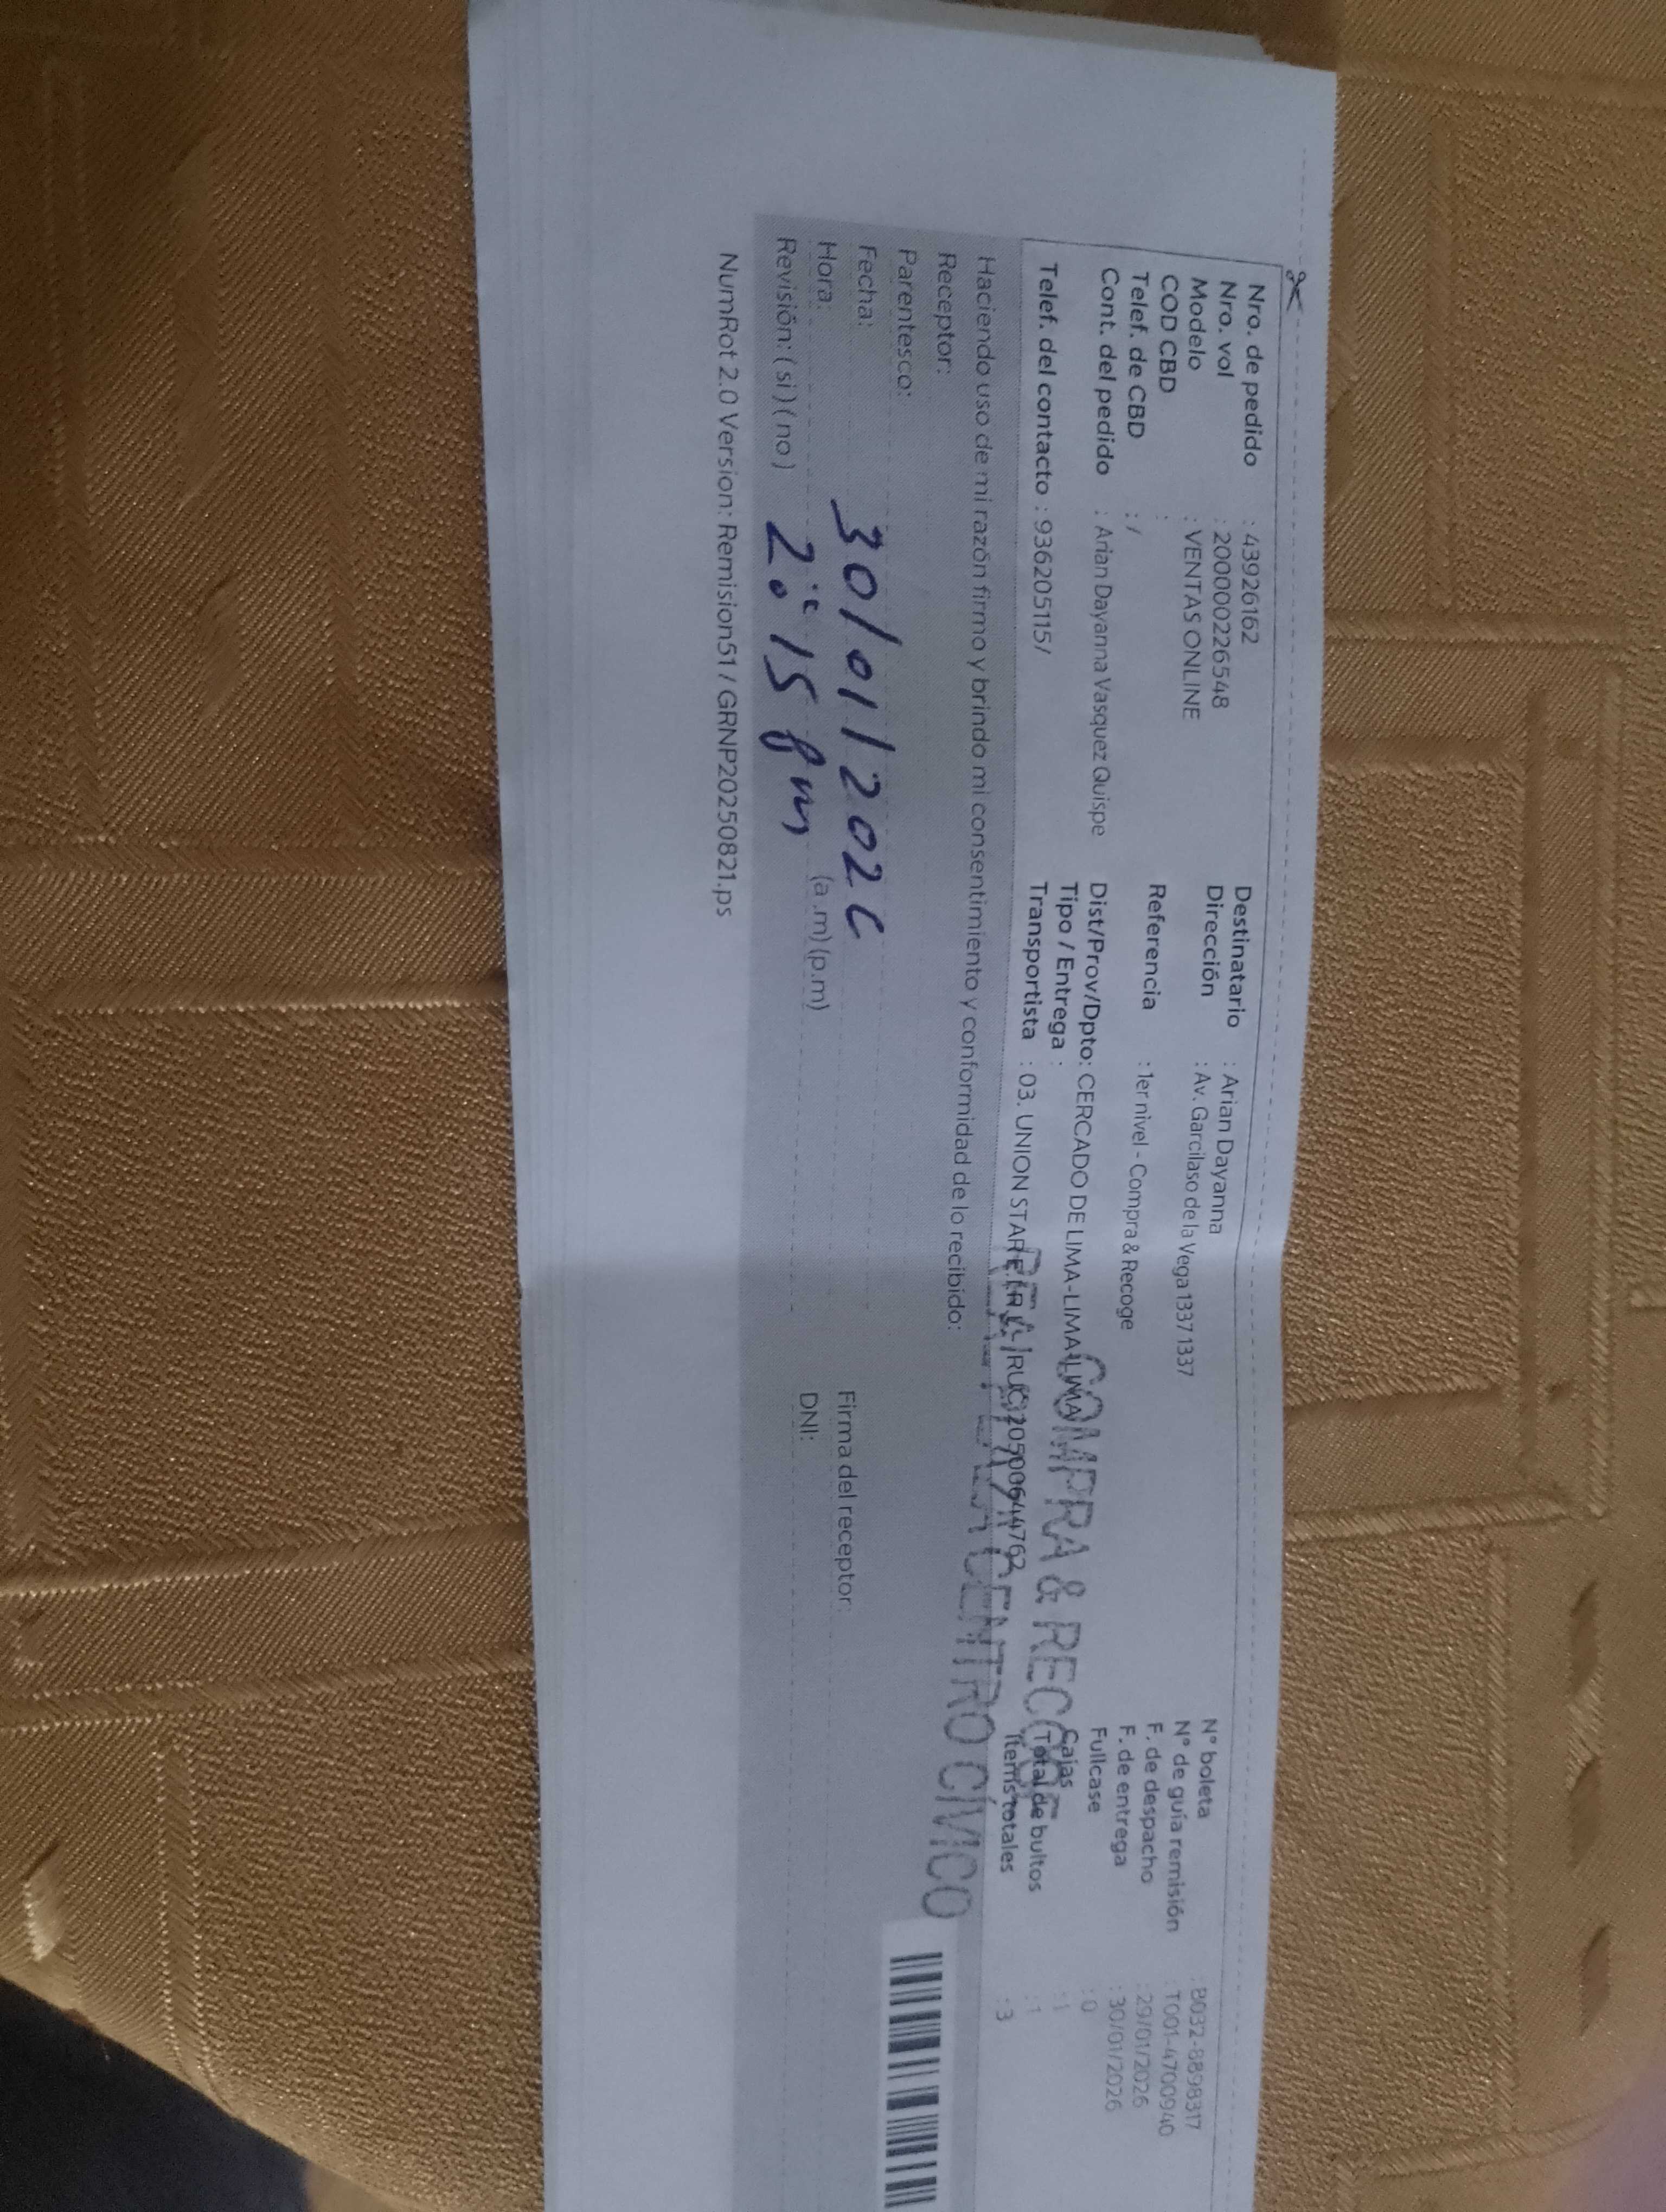 Nro. de pedido : 43926162
Nro. vol : 2000002226548
Modelo : VENTAS ONLINE
COD CBD :
Telef. de CBD : /
Cont. del pedido : Arian Dayanna Vasquez Quispe
Telef. del contacto : 936205115/
Destinatario : Arian Dayanna
Dirección : Av. Garcilaso de la Vega 1337 1337
Referencia : 1er nivel - Compra & Recoge
Dist/Prov/Dpto: CERCADO DE LIMA-LIMA-LIMA
Tipo / Entrega :
Transportista : 03. UNION STAR E.I.R.L. RUC
N° boleta : B032-8898317
N° de guía remisión : T001-4700940
F. de despacho : 29/01/2026
F. de entrega : 30/01/2026
Fullcase : 0
Cajas : 1
Total de bultos : 1
Items totales : 3
COMPRA & RECOGE
CENTRO CÍVICO
Haciendo uso de mi razón firmo y brindo mi consentimiento y conformidad de lo recibido:
Receptor:
Parentesco:
Fecha: 30/01/2026
Hora: 2:15 pm (a.m) (p.m)
Revisión: ( si ) ( no )
Firma del receptor:
DNI:
NumRot 2.0 Version: Remision51 / GRNP20250821.ps